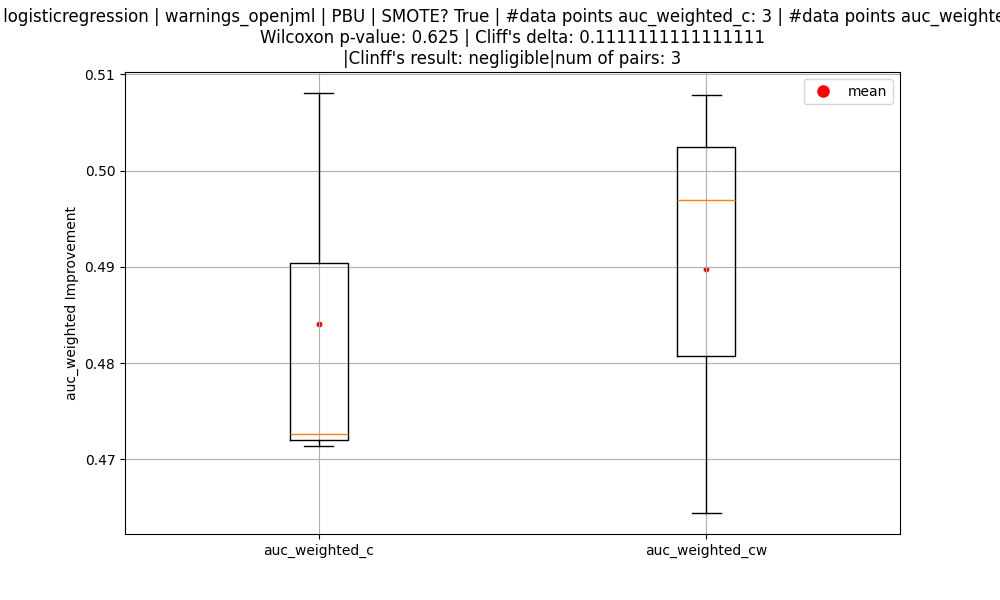 logisticregression | warnings_openjml | PBU | SMOTE? True | #data points auc_weighted_c: 3 | #data points
Wilcoxon p-value: 0.625 | Cliff's delta: 0.1111111111111111
|Clinff's result: negligible|num of pairs: 3
0.51
0.50
0.49
0.48
0.47
auc_weighted Improvement
mean
auc_weighted_c
auc_weighted_cw